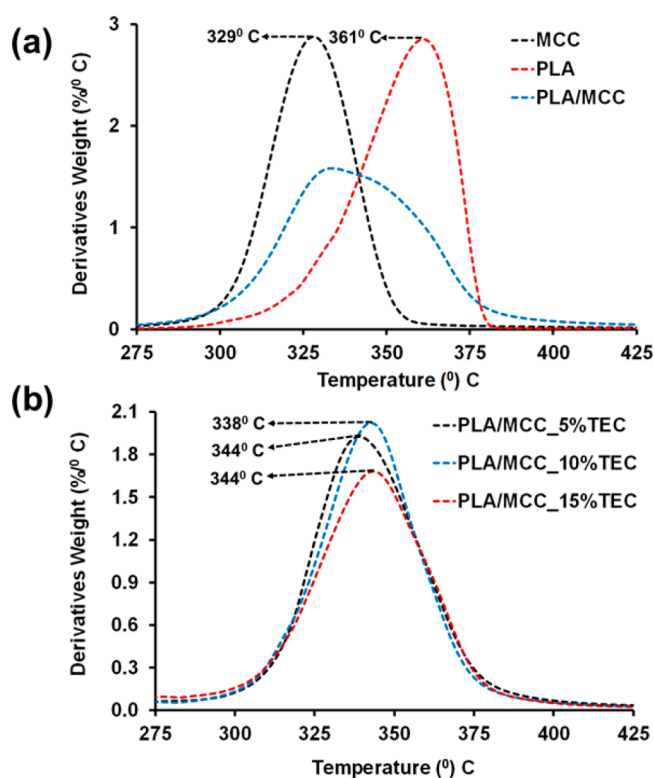 (a)
3
2
1
0
Derivatives Weight (%/⁰ C)
329⁰ C
361⁰ C
MCC
PLA
PLA/MCC
275 300 325 350 375 400 425
Temperature (⁰) C
(b)
2.1
1.8
1.5
1.2
0.9
0.6
0.3
0.0
Derivatives Weight (%/⁰ C)
338⁰ C
344⁰ C
344⁰ C
PLA/MCC_5%TEC
PLA/MCC_10%TEC
PLA/MCC_15%TEC
275 300 325 350 375 400 425
Temperature (⁰) C